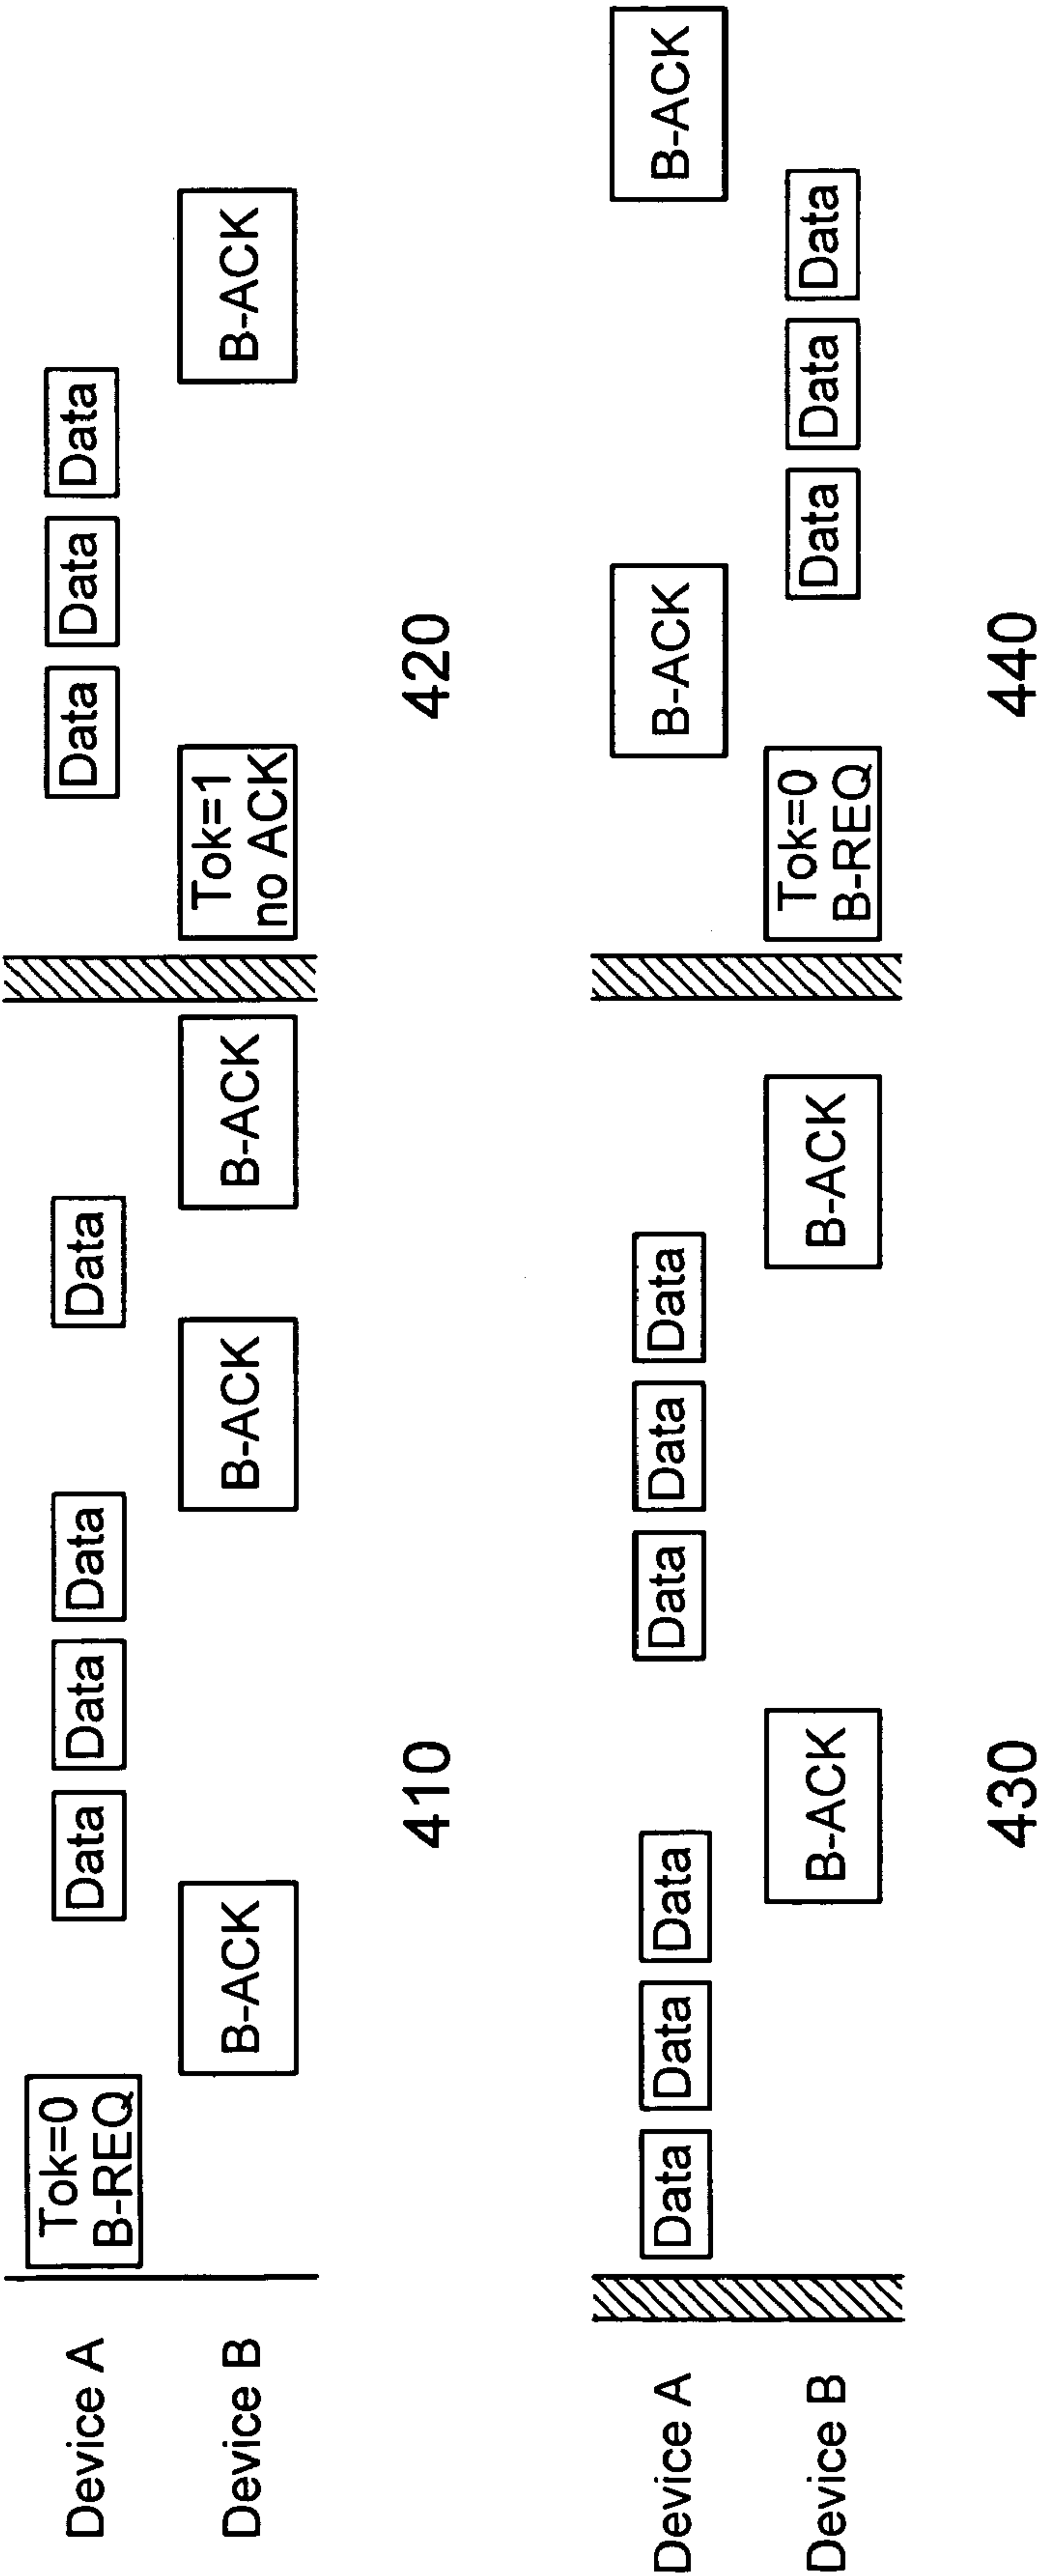 Device A
Tok=0
B-REQ
Data
Data
Data
Data
Data
Data
Data
Device B
B-ACK
B-ACK
B-ACK
Tok=1
no ACK
B-ACK
410
420
Device A
Data
Data
Data
Data
Data
Data
B-ACK
B-ACK
Device B
B-ACK
B-ACK
Tok=0
B-REQ
Data
Data
Data
430
440